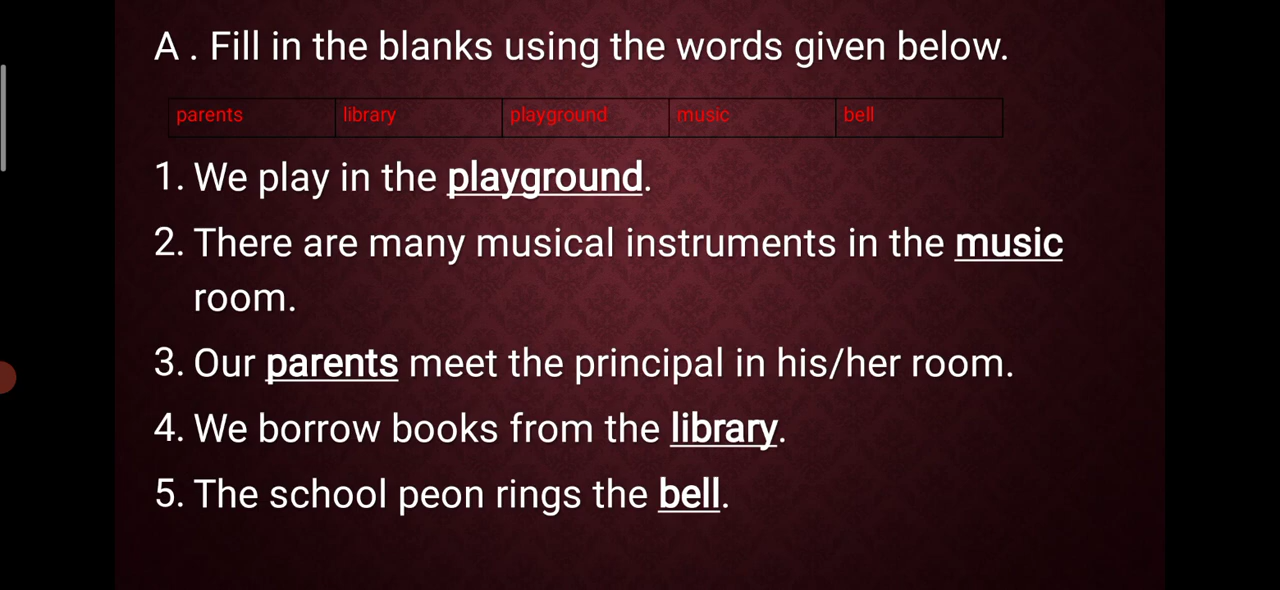 A . Fill in the blanks using the words given below.
parents library playground music bell
1. We play in the playground.
2. There are many musical instruments in the music
room.
3. Our parents meet the principal in his/her room.
4. We borrow books from the library.
5. The school peon rings the bell.